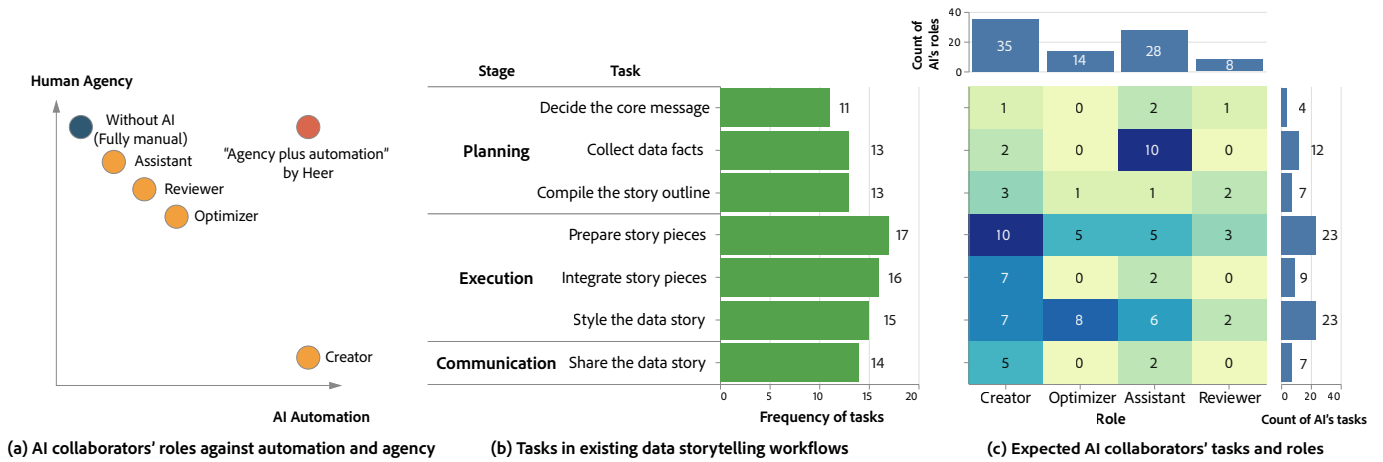 Human Agency
Without AI
(Fully manual)
Assistant
Reviewer
Optimizer
"Agency plus automation"
by Heer
Creator
AI Automation
(a) AI collaborators' roles against automation and agency
Stage Task
Planning
Decide the core message 11
Collect data facts 13
Compile the story outline 13
Execution
Prepare story pieces 17
Integrate story pieces 16
Style the data story 15
Communication Share the data story 14
0 5 10 15 20
Frequency of tasks
(b) Tasks in existing data storytelling workflows
Count of
AI's roles
40
20
0
35 14 28 8
1 0 2 1 4
2 0 10 0 12
3 1 1 2 7
10 5 5 3 23
7 0 2 0 9
7 8 6 2 23
5 0 2 0 7
Creator Optimizer Assistant Reviewer
Role
0 20 40
Count of AI's tasks
(c) Expected AI collaborators' tasks and roles